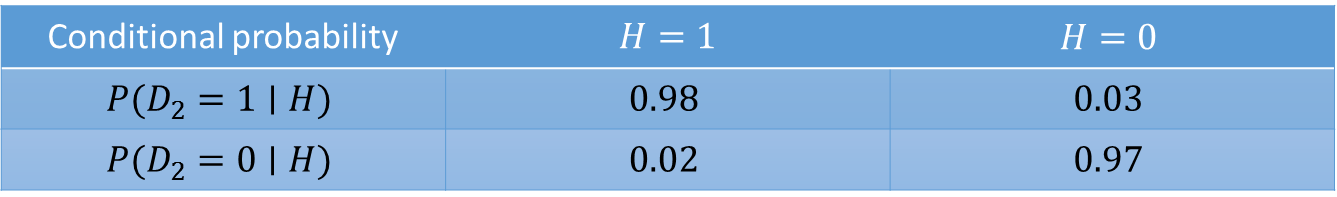 Conditional probability H = 1 H = 0
P(D₂ = 1 | H) 0.98 0.03
P(D₂ = 0 | H) 0.02 0.97